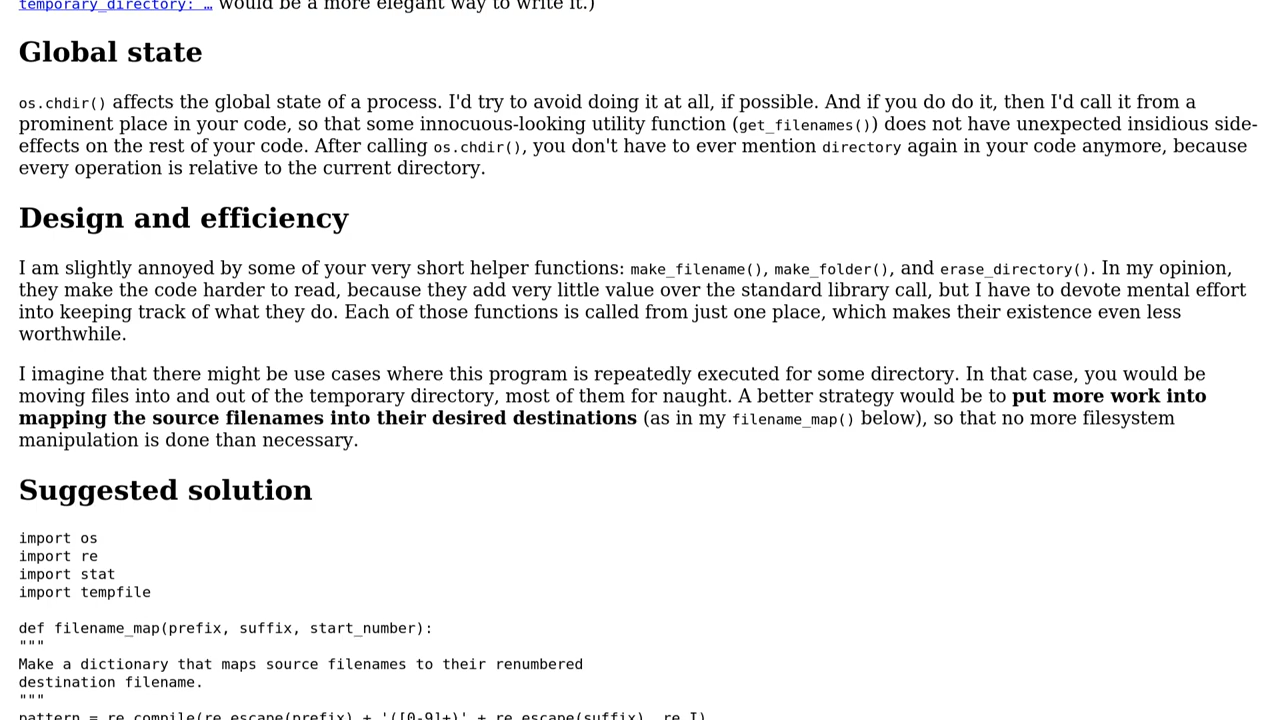 temporary_directory: … would be a more elegant way to write it.)
Global state
os.chdir() affects the global state of a process. I'd try to avoid doing it at all, if possible. And if you do do it, then I'd call it from a
prominent place in your code, so that some innocuous-looking utility function (get_filenames()) does not have unexpected insidious side-
effects on the rest of your code. After calling os.chdir(), you don't have to ever mention directory again in your code anymore, because
every operation is relative to the current directory.
Design and efficiency
I am slightly annoyed by some of your very short helper functions: make_filename(), make_folder(), and erase_directory(). In my opinion,
they make the code harder to read, because they add very little value over the standard library call, but I have to devote mental effort
into keeping track of what they do. Each of those functions is called from just one place, which makes their existence even less
worthwhile.
I imagine that there might be use cases where this program is repeatedly executed for some directory. In that case, you would be
moving files into and out of the temporary directory, most of them for naught. A better strategy would be to put more work into
mapping the source filenames into their desired destinations (as in my filename_map() below), so that no more filesystem
manipulation is done than necessary.
Suggested solution
import os
import re
import stat
import tempfile
def filename_map(prefix, suffix, start_number):
"""
Make a dictionary that maps source filenames to their renumbered
destination filename.
"""
pattern = re.compile(re.escape(prefix) + '([0-9]+)' + re.escape(suffix), re.I)